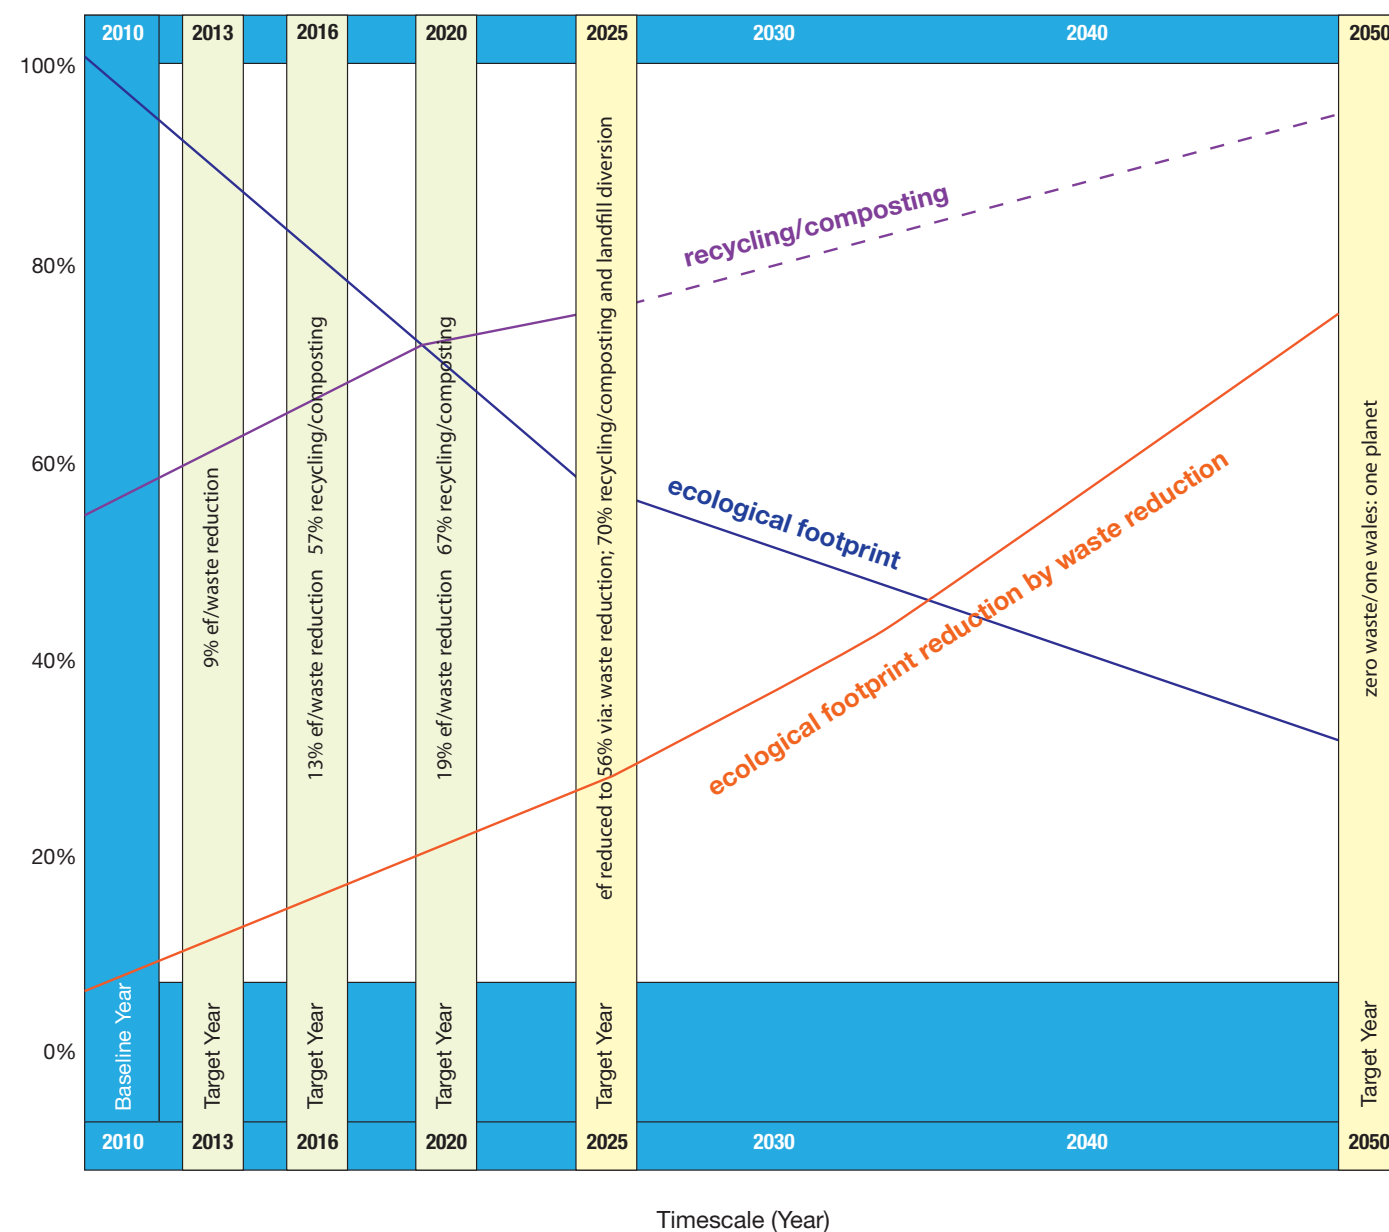 2010 2013 2016 2020 2025 2030 2040 2050
100%
80%
60%
40%
20%
0%
recycling/composting
ecological footprint
ecological footprint reduction by waste reduction
9% ef/waste reduction
13% ef/waste reduction 57% recycling/composting
19% ef/waste reduction 67% recycling/composting
ef reduced to 56% via: waste reduction; 70% recycling/composting and landfill diversion
zero waste/one wales: one planet
Baseline Year
Target Year
Target Year
Target Year
Target Year
Target Year
2010 2013 2016 2020 2025 2030 2040 2050
Timescale (Year)